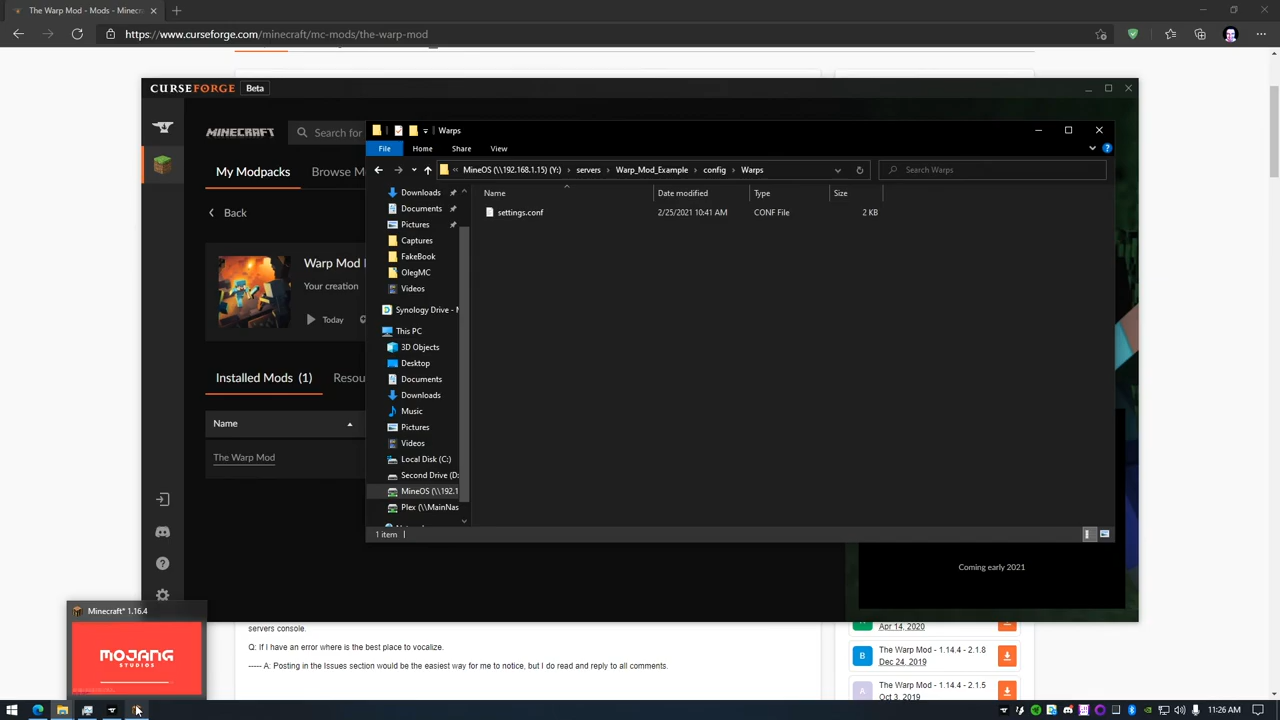 The Warp Mod - Minecr
https://www.curseforge.com/minecraft/mc-mods/the-warp-mod
CURSEFORGE Beta
MINECRAFT Search for
My Modpacks Browse M
Back
Warp Mod
Your creation
Today
Installed Mods (1) Resou
Name
The Warp Mod
Warps
File Home Share View
« MineOS (\\192.168.1.15) (Y:) › servers › Warp_Mod_Example › config › Warps
Search Warps
Name Date modified Type Size
settings.conf 2/25/2021 10:41 AM CONF File 2 KB
Downloads
Documents
Pictures
Captures
FakeBook
OlegMC
Videos
Synology Drive - M
This PC
3D Objects
Desktop
Documents
Downloads
Music
Pictures
Videos
Local Disk (C:)
Second Drive (D:
MineOS (\\192.1
Plex (\\MainNas
1 item
Coming early 2021
Minecraft* 1.16.4
MOJANG
STUDIOS
servers console.
Q: If I have an error where is the best place to vocalize.
----- A: Posting in the Issues section would be the easiest way for me to notice, but I do read and reply to all comments.
Apr 14, 2020
B The Warp Mod - 1.14.4 - 2.1.8
Dec 24, 2019
A The Warp Mod - 1.14.4 - 2.1.5
Oct 3, 2019
11:26 AM